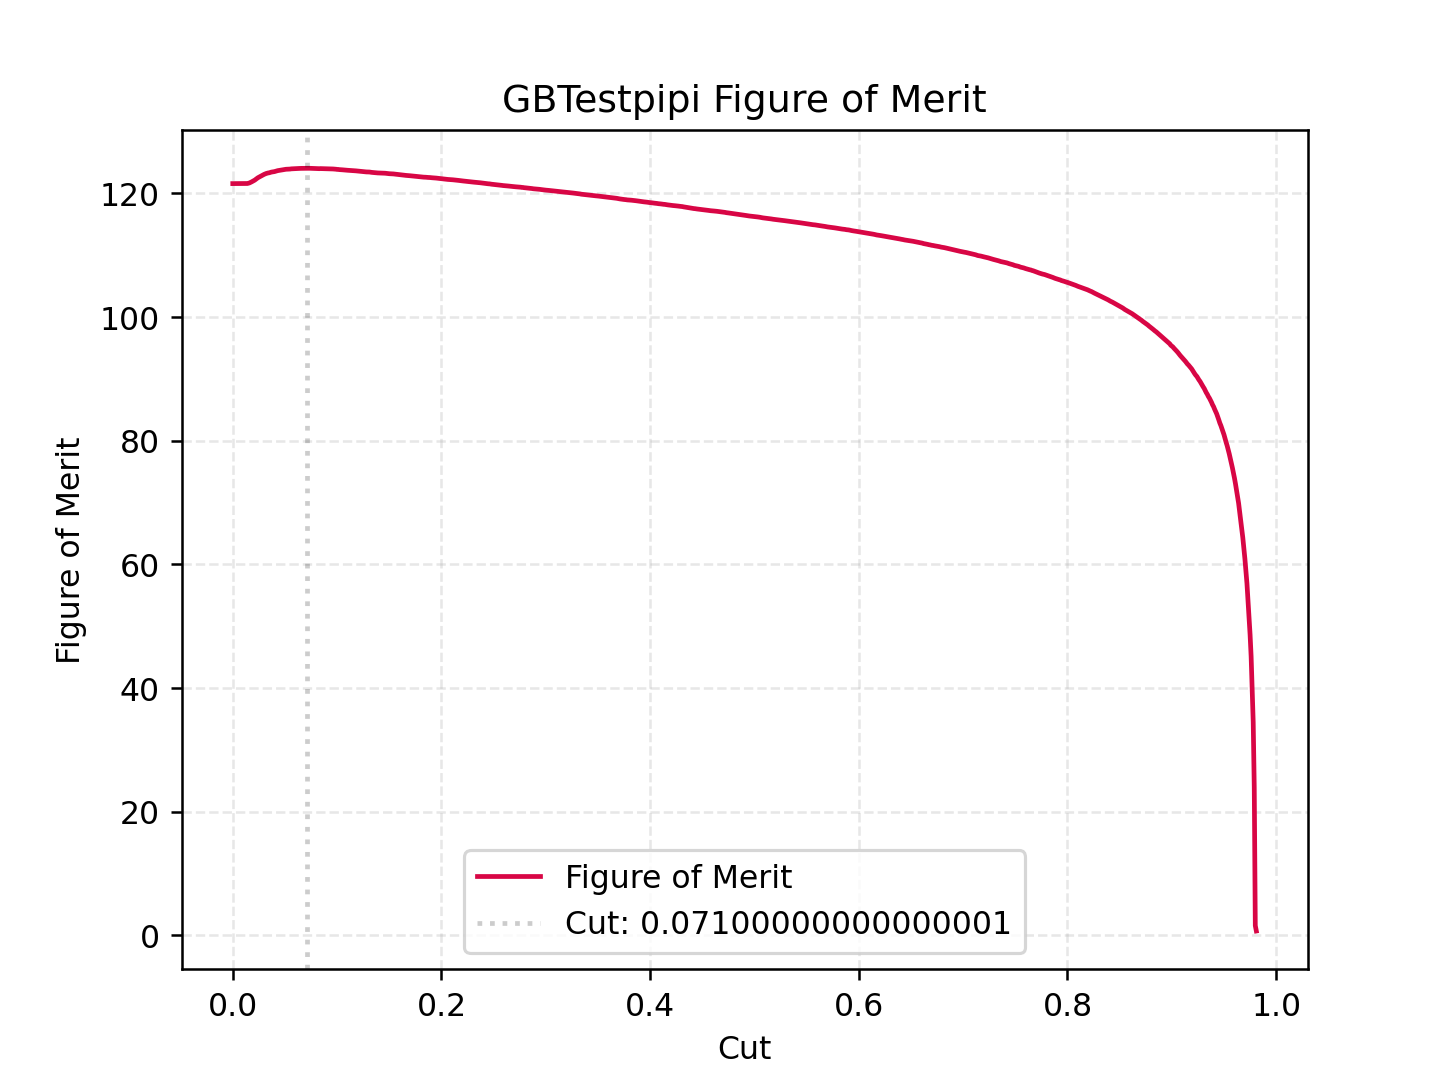 GBTestpipi Figure of Merit
Figure of Merit
120
100
80
60
40
20
0
Figure of Merit
Cut: 0.07100000000000001
0.0 0.2 0.4 0.6 0.8 1.0
Cut